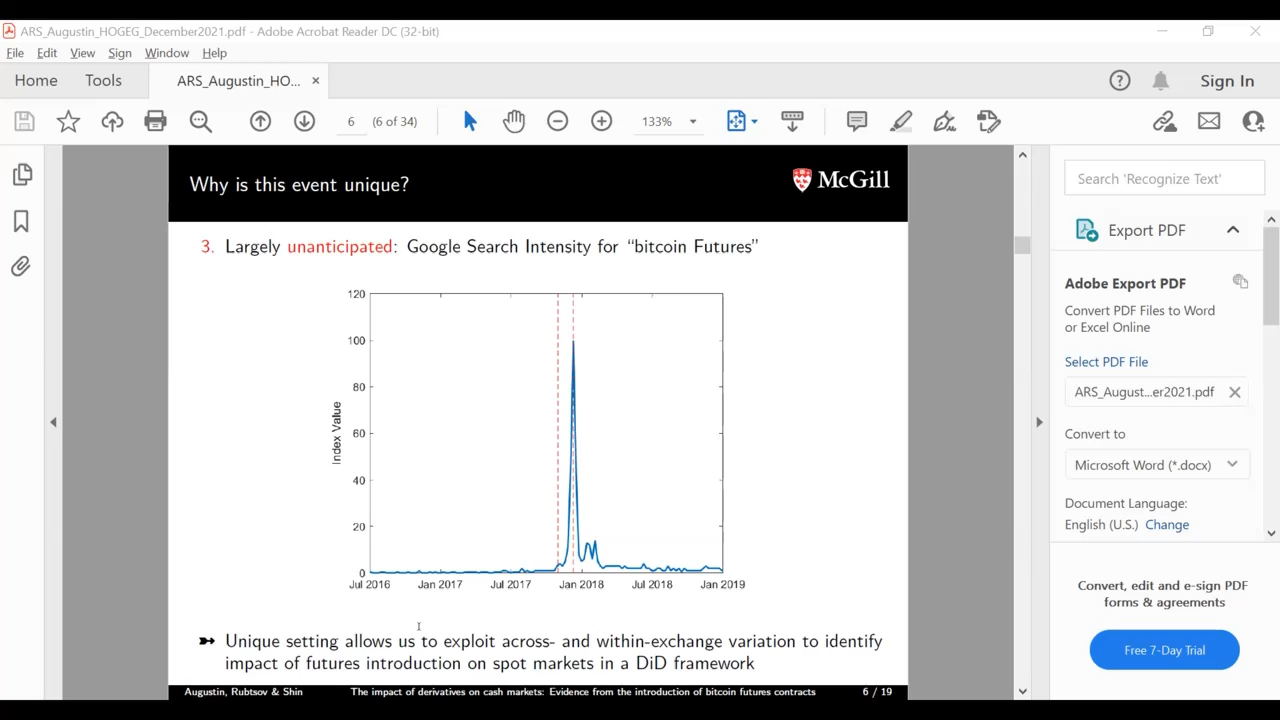 ARS_Augustin_HOGEG_December2021.pdf - Adobe Acrobat Reader DC (32-bit)
File Edit View Sign Window Help
Home Tools ARS_Augustin_HO... × Sign In
6 (6 of 34) 133%
Why is this event unique?
McGill
3. Largely unanticipated: Google Search Intensity for “bitcoin Futures”
120
100
80
60
40
20
0
Index Value
Jul 2016 Jan 2017 Jul 2017 Jan 2018 Jul 2018 Jan 2019
Unique setting allows us to exploit across- and within-exchange variation to identify
impact of futures introduction on spot markets in a DiD framework
Augustin, Rubtsov & Shin The impact of derivatives on cash markets: Evidence from the introduction of bitcoin futures contracts 6 / 19
Search 'Recognize Text'
Export PDF
Adobe Export PDF
Convert PDF Files to Word
or Excel Online
Select PDF File
ARS_August...er2021.pdf
Convert to
Microsoft Word (*.docx)
Document Language:
English (U.S.) Change
Convert, edit and e-sign PDF
forms & agreements
Free 7-Day Trial